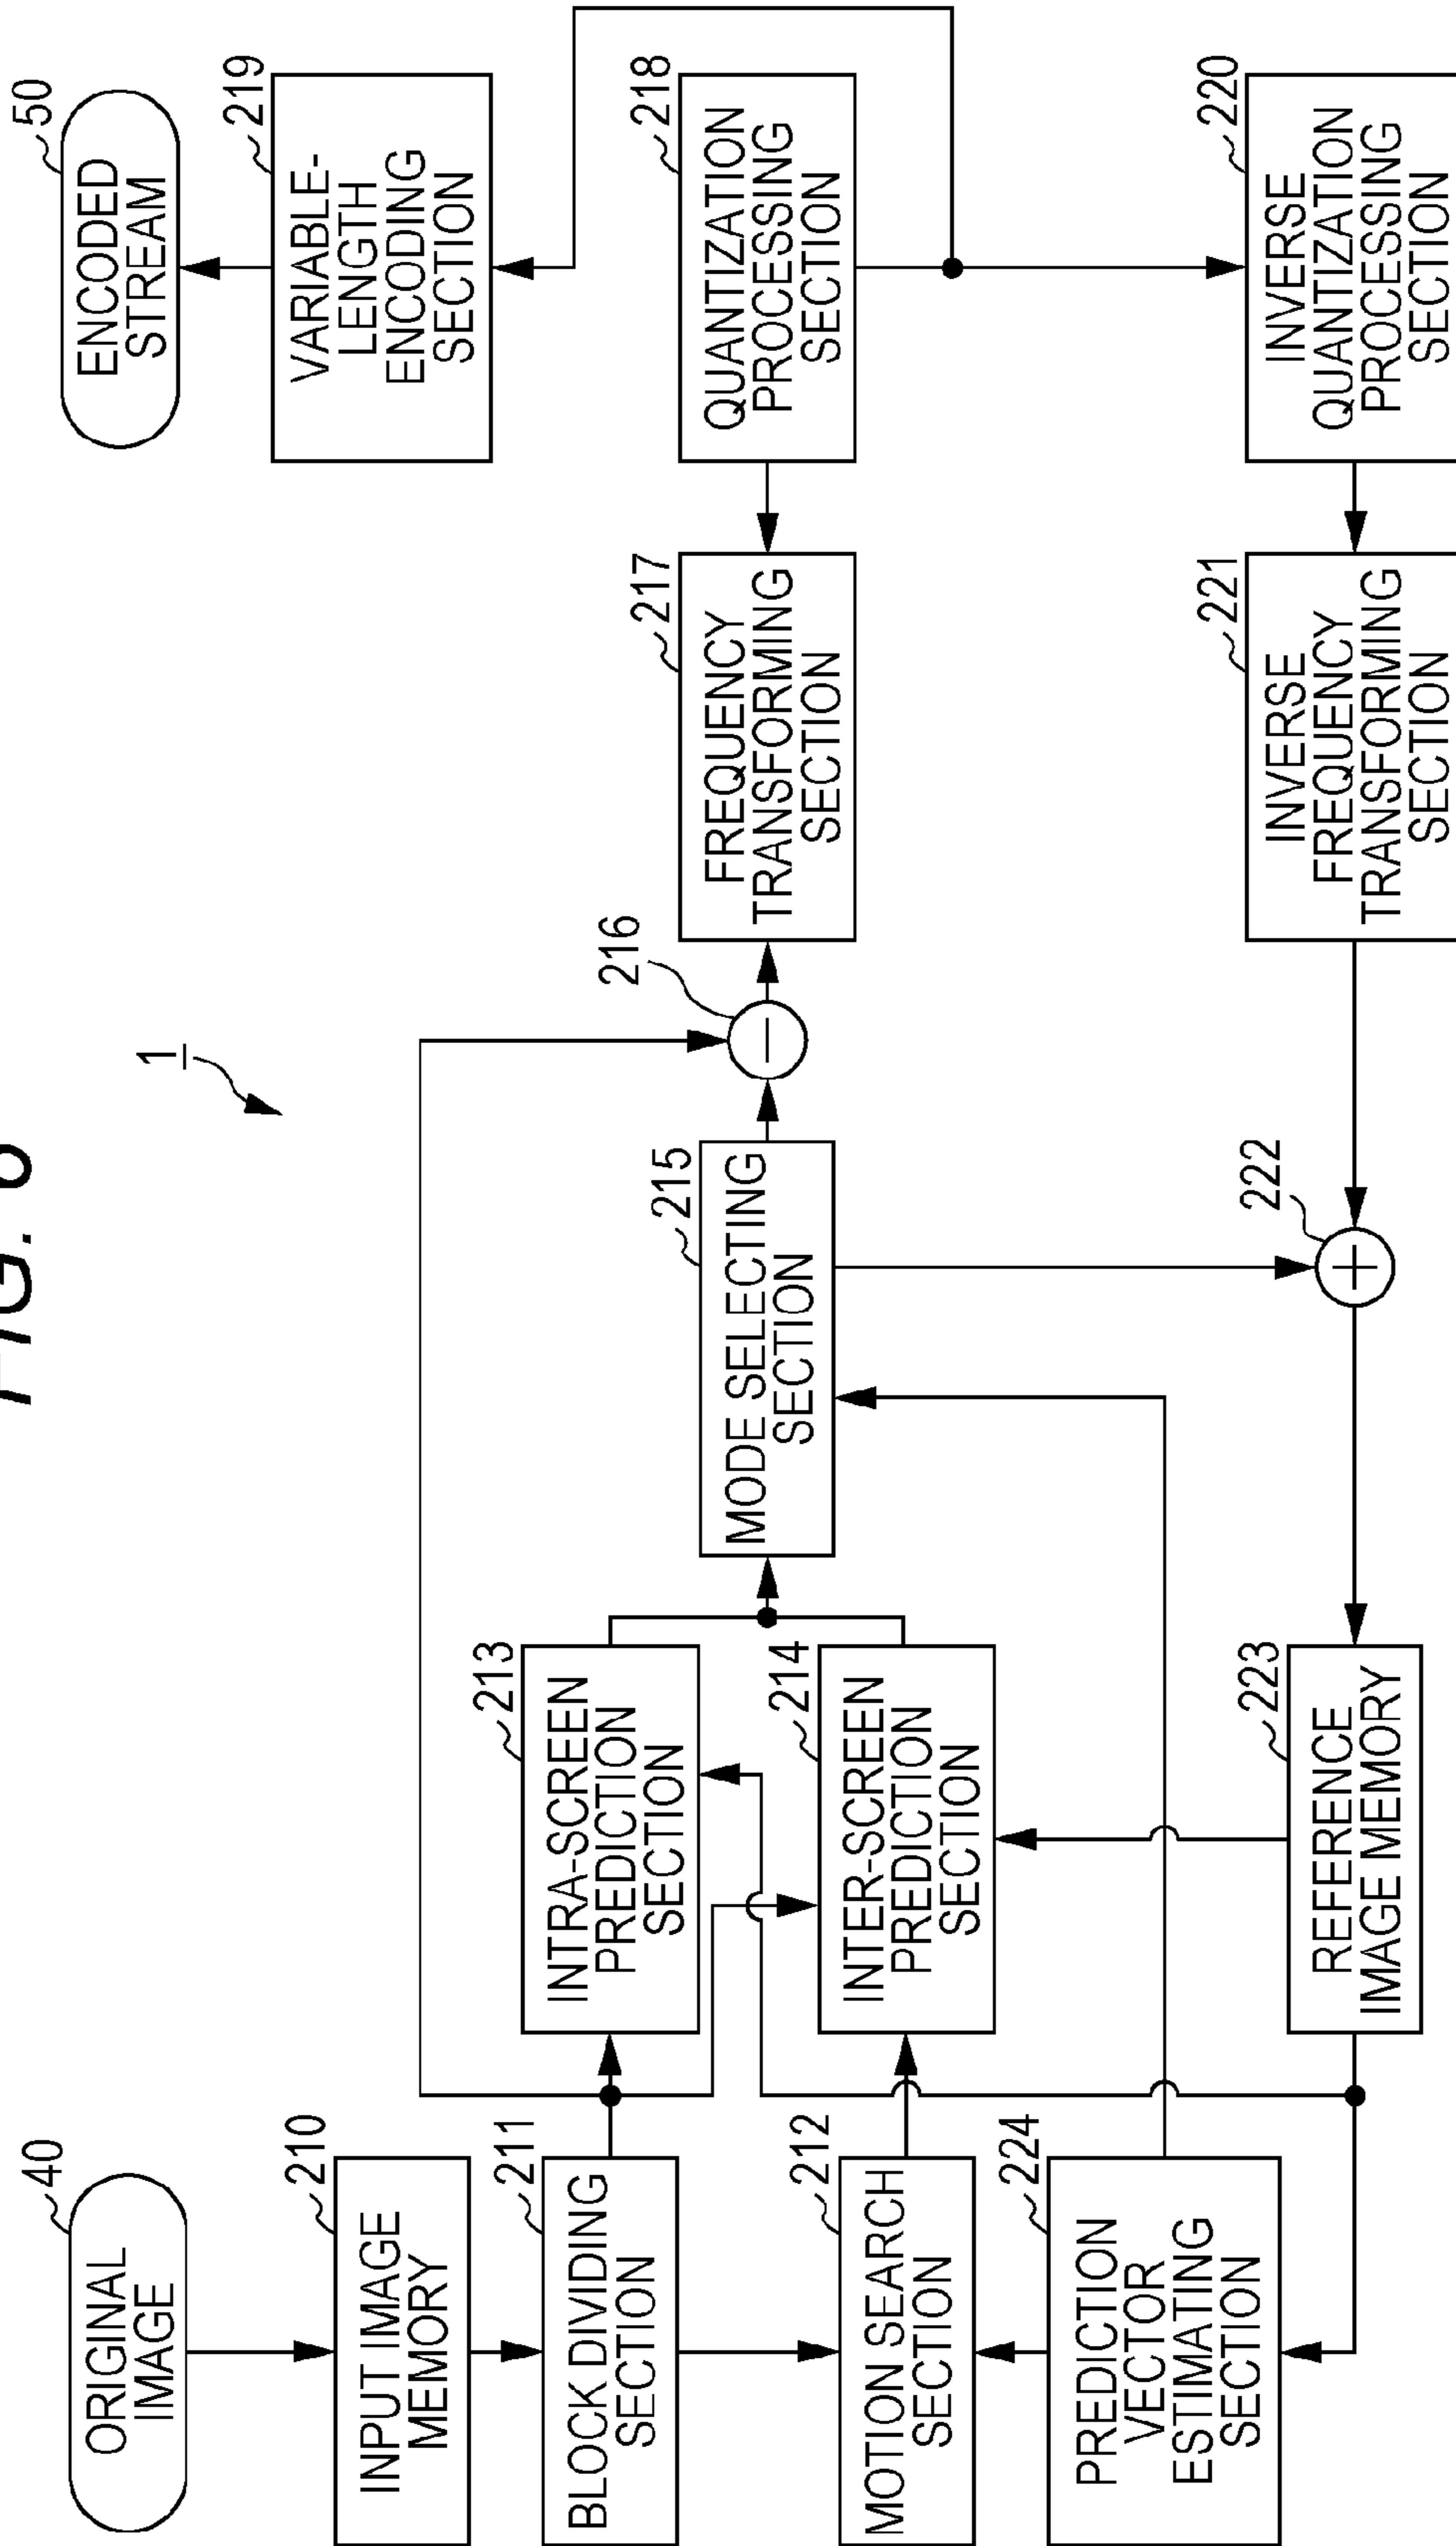 FIG.
1
40
ORIGINAL
IMAGE
50
ENCODED
STREAM
210
INPUT IMAGE
MEMORY
219
VARIABLE-
LENGTH
ENCODING
SECTION
211
BLOCK DIVIDING
SECTION
213
INTRA-SCREEN
PREDICTION
SECTION
215
MODE SELECTING
SECTION
216
217
FREQUENCY
TRANSFORMING
SECTION
218
QUANTIZATION
PROCESSING
SECTION
212
MOTION SEARCH
SECTION
214
INTER-SCREEN
PREDICTION
SECTION
224
PREDICTION
VECTOR
ESTIMATING
SECTION
223
REFERENCE
IMAGE MEMORY
222
221
INVERSE
FREQUENCY
TRANSFORMING
SECTION
220
INVERSE
QUANTIZATION
PROCESSING
SECTION